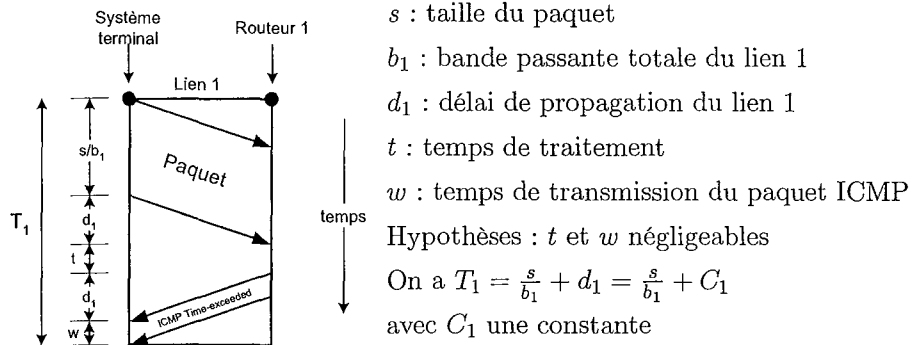 Système
terminal
Routeur 1
Lien 1
s/b₁
Paquet
T₁
d₁
t
d₁
w
ICMP Time-exceeded
temps
s : taille du paquet
b₁ : bande passante totale du lien 1
d₁ : délai de propagation du lien 1
t : temps de traitement
w : temps de transmission du paquet ICMP
Hypothèses : t et w négligeables
On a T₁ = s/b₁ + d₁ = s/b₁ + C₁
avec C₁ une constante